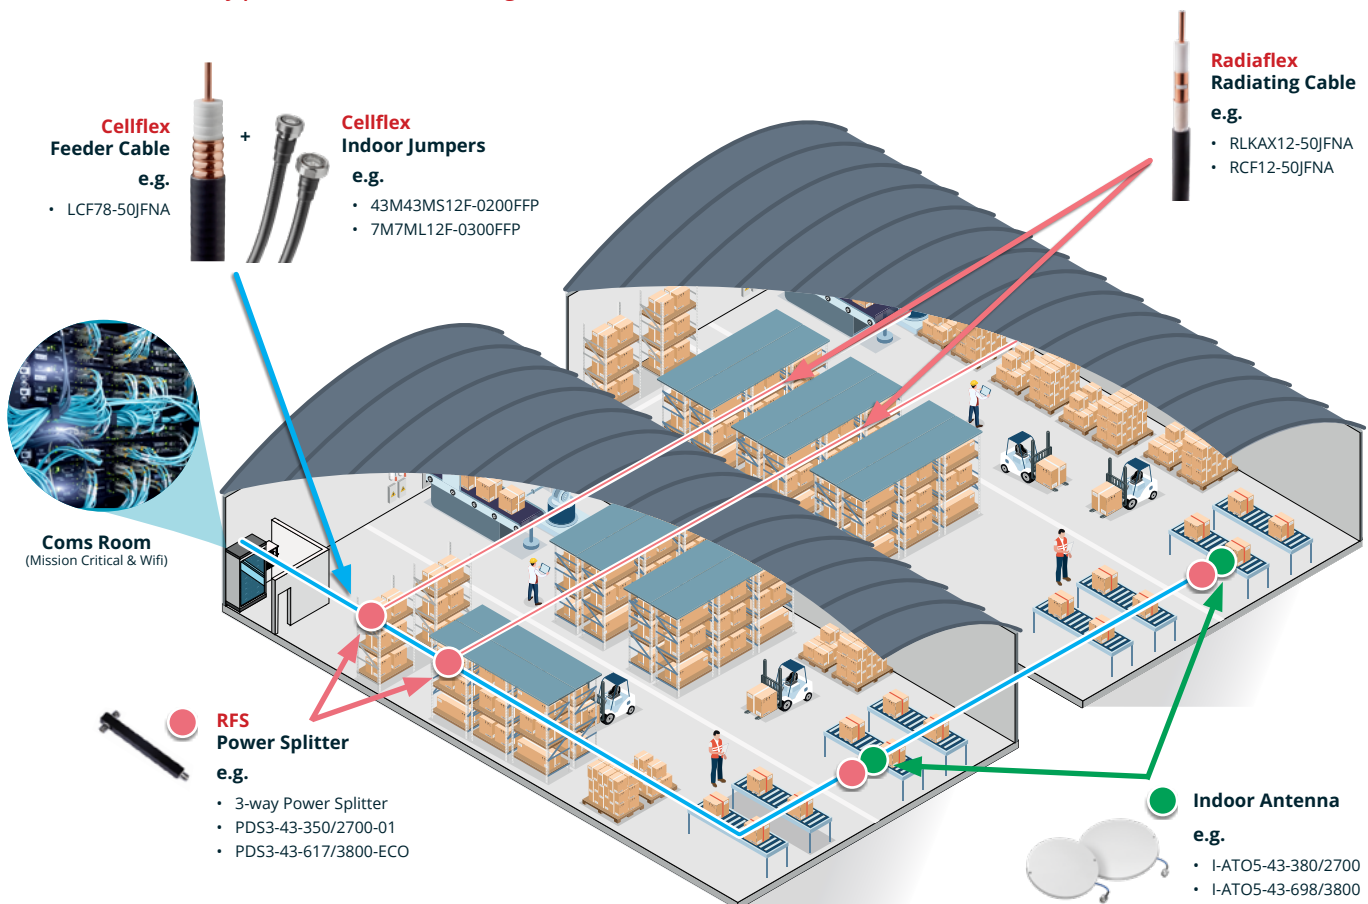 Cellflex
Feeder Cable
e.g.
• LCF78-50JFNA
+
Cellflex
Indoor Jumpers
e.g.
• 43M43MS12F-0200FFP
• 7M7ML12F-0300FFP
Radiaflex
Radiating Cable
e.g.
• RLKAX12-50JFNA
• RCF12-50JFNA
Coms Room
(Mission Critical & Wifi)
RFS
Power Splitter
e.g.
• 3-way Power Splitter
• PDS3-43-350/2700-01
• PDS3-43-617/3800-ECO
Indoor Antenna
e.g.
• I-ATO5-43-380/2700
• I-ATO5-43-698/3800